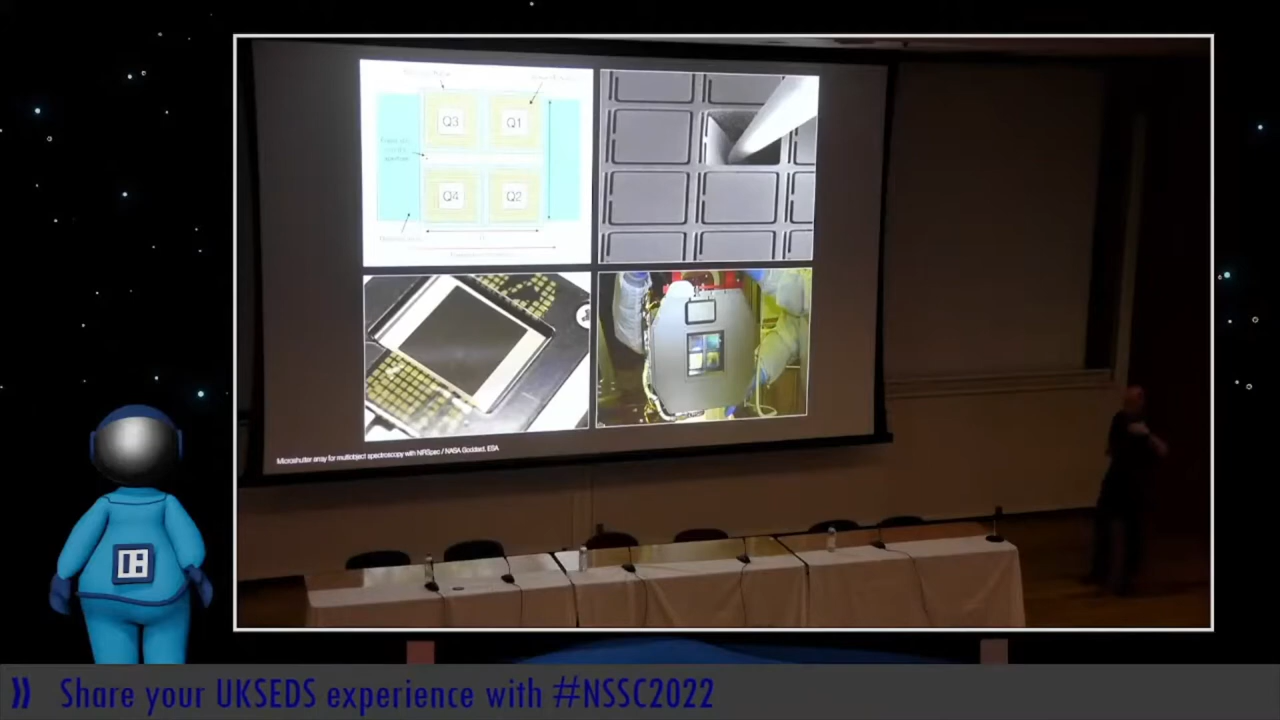 Q3
Q1
Q4
Q2
Microshutter array for multiobject spectroscopy with NIRSpec / NASA Goddard, ESA
08
Share your UKSEDS experience with #NSSC2022